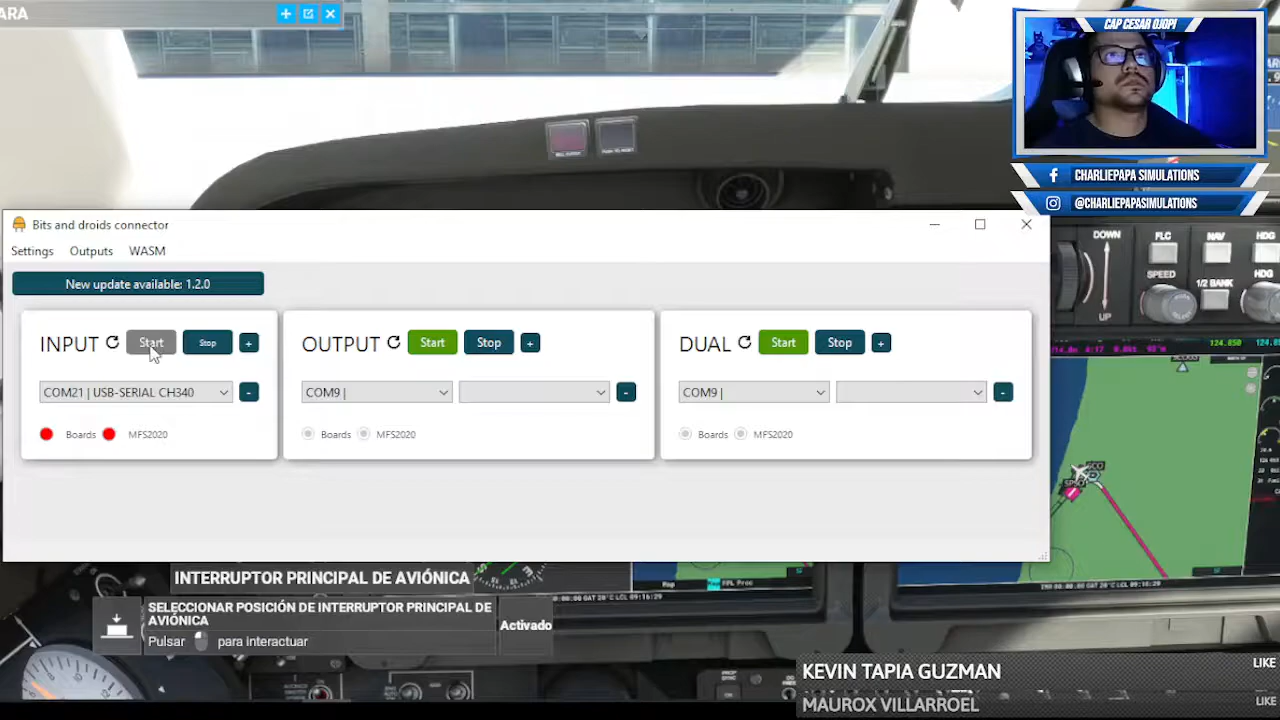 ARA
CAP CESAR OJOPI
CHARLIEPAPA SIMULATIONS
@CHARLIEPAPASIMULATIONS
Bits and droids connector
Settings Outputs WASM
New update available: 1.2.0
INPUT Start Stop +
COM21 | USB-SERIAL CH340 -
Boards MFS2020
OUTPUT Start Stop +
COM9 | -
Boards MFS2020
DUAL Start Stop +
COM9 | -
Boards MFS2020
DOWN
UP
FLC NAV HDG
SPEED 1/2 BANK HDG
124.850
INTERRUPTOR PRINCIPAL DE AVIÓNICA
SELECCIONAR POSICIÓN DE INTERRUPTOR PRINCIPAL DE
AVIÓNICA
Pulsar para interactuar
Activado
Map FPL Proc
KEVIN TAPIA GUZMAN LIKE
MAUROX VILLARROEL LIKE